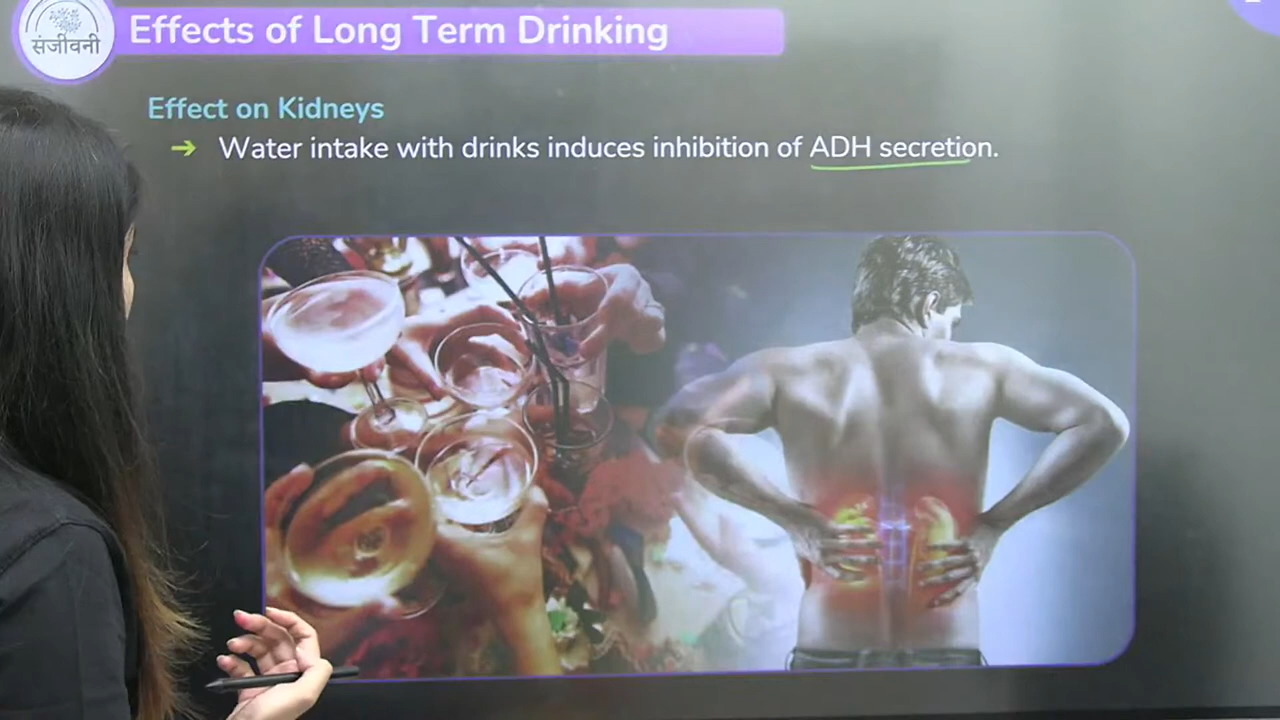 संजीवनी
Effects of Long Term Drinking
Effect on Kidneys
➔ Water intake with drinks induces inhibition of ADH secretion.